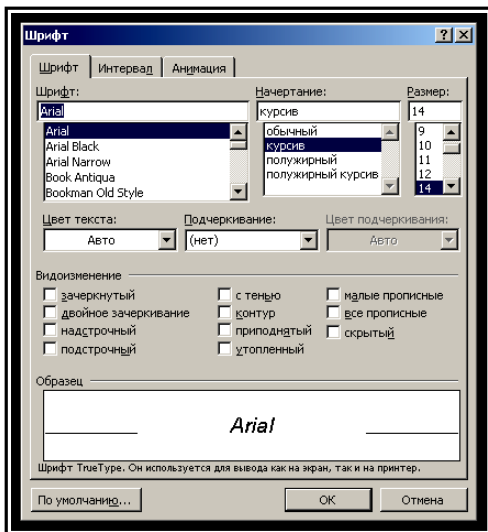 Шрифт
Шрифт Интервал Анимация
Шрифт: Начертание: Размер:
Arial курсив 14
Arial обычный 9
Arial Black курсив 10
Arial Narrow полужирный 11
Book Antiqua полужирный курсив 12
Bookman Old Style 14
Цвет текста: Подчеркивание: Цвет подчеркивания:
Авто (нет) Авто
Видоизменение
зачеркнутый с тенью малые прописные
двойное зачеркивание контур все прописные
надстрочный приподнятый скрытый
подстрочный утопленный
Образец
Arial
Шрифт TrueType. Он используется для вывода как на экран, так и на принтер.
По умолчанию... ОК Отмена